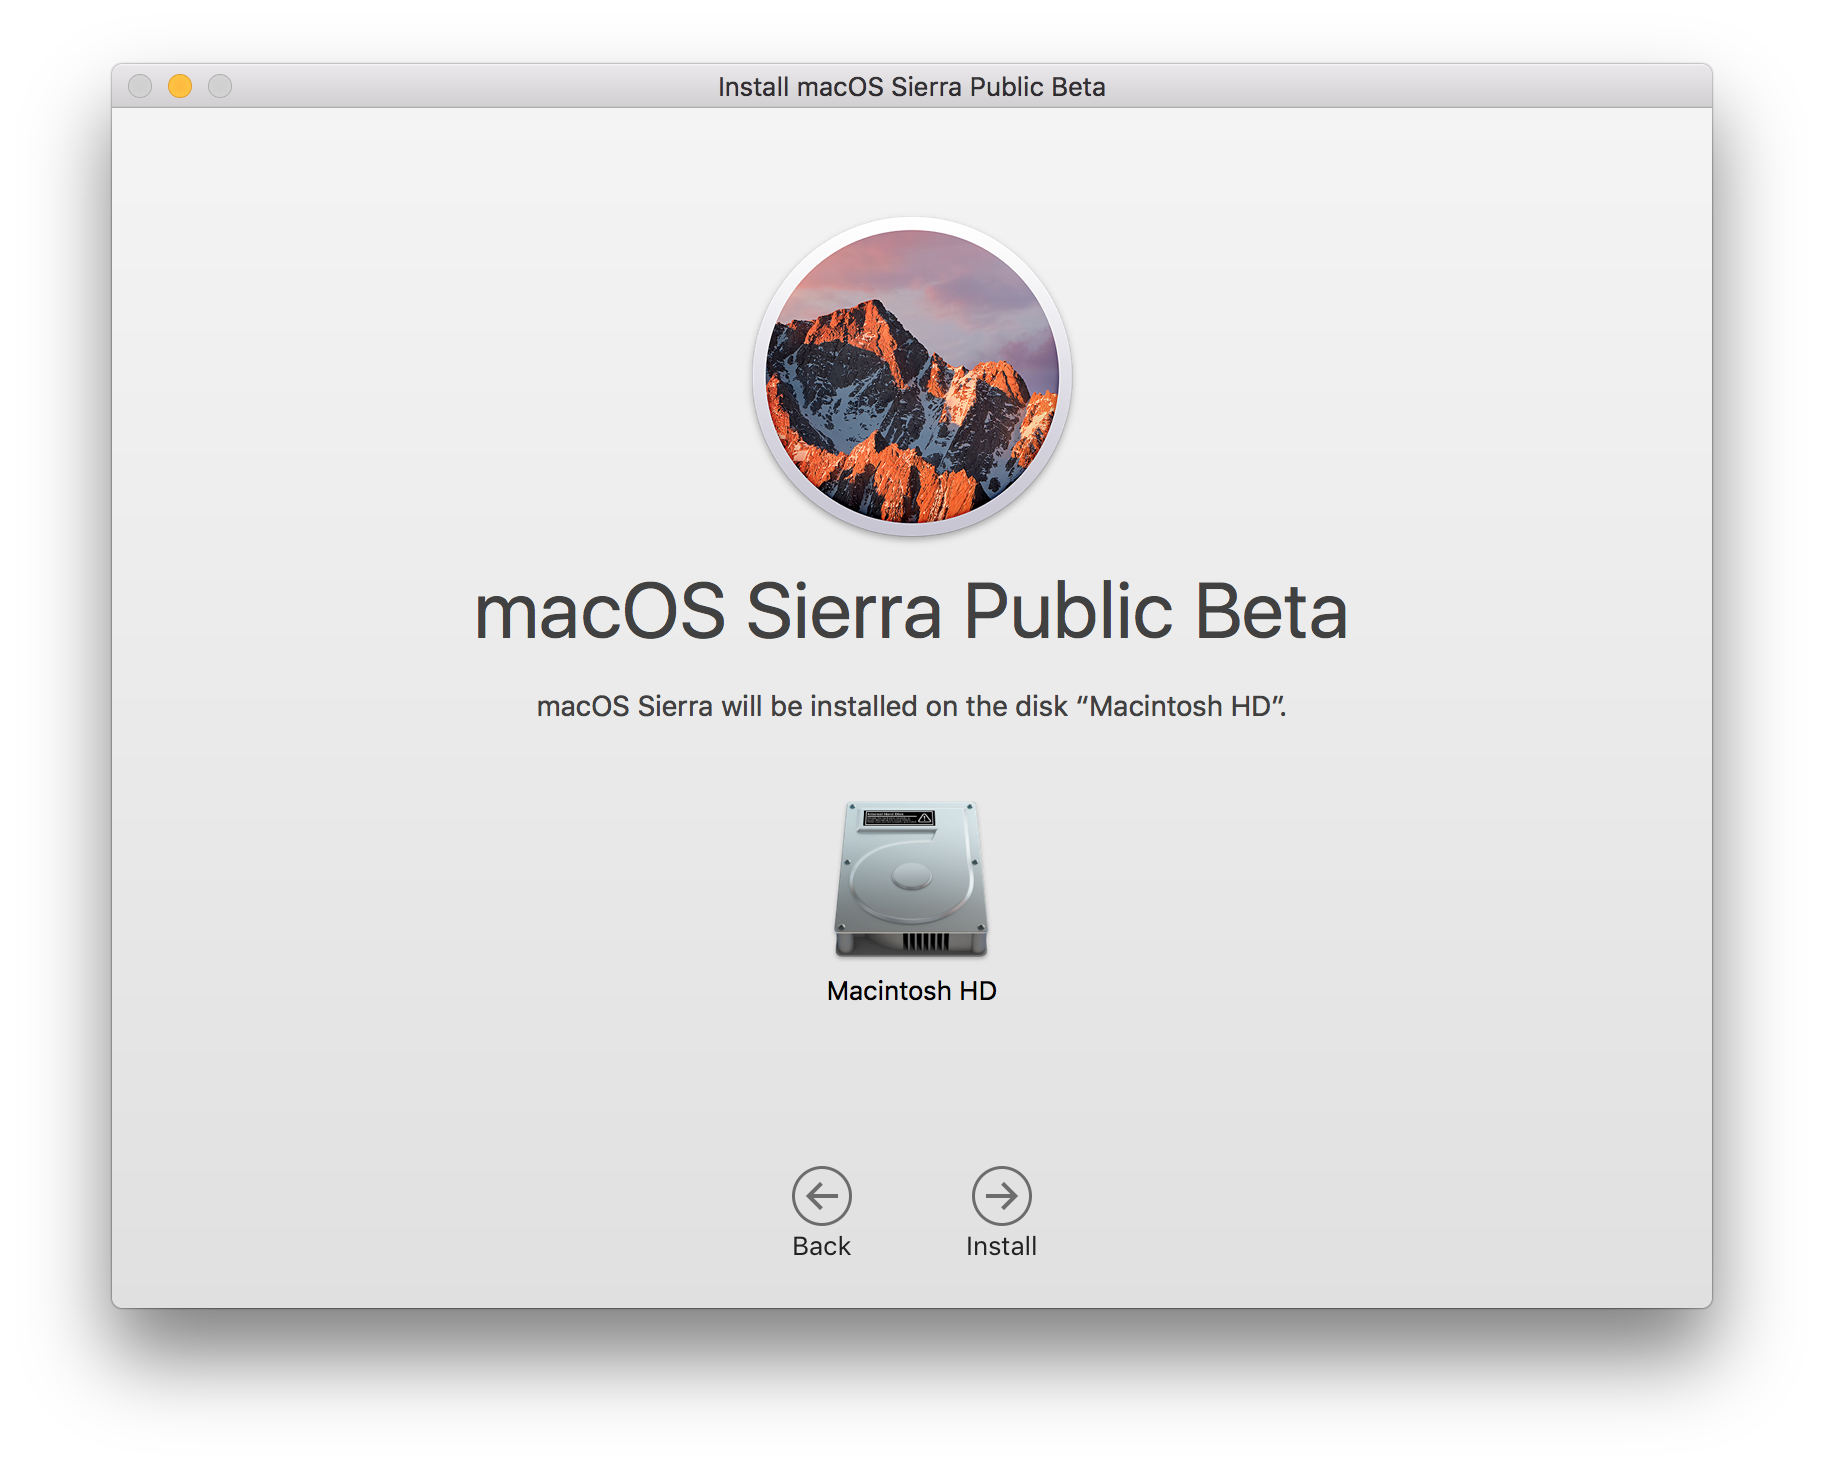 Install macOS Sierra Public Beta
macOS Sierra Public Beta
macOS Sierra will be installed on the disk “Macintosh HD”.
Macintosh HD
Back
Install